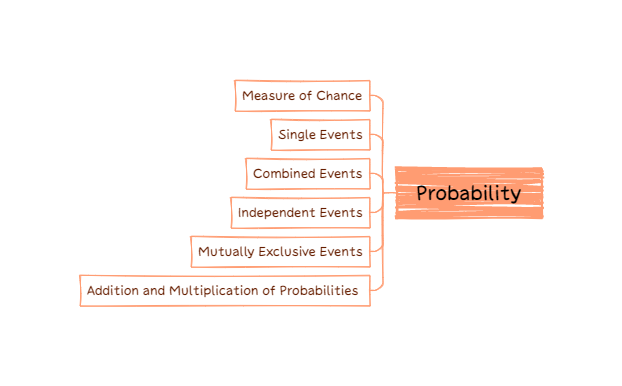 Measure of Chance
Single Events
Combined Events
Independent Events
Mutually Exclusive Events
Addition and Multiplication of Probabilities
Probability